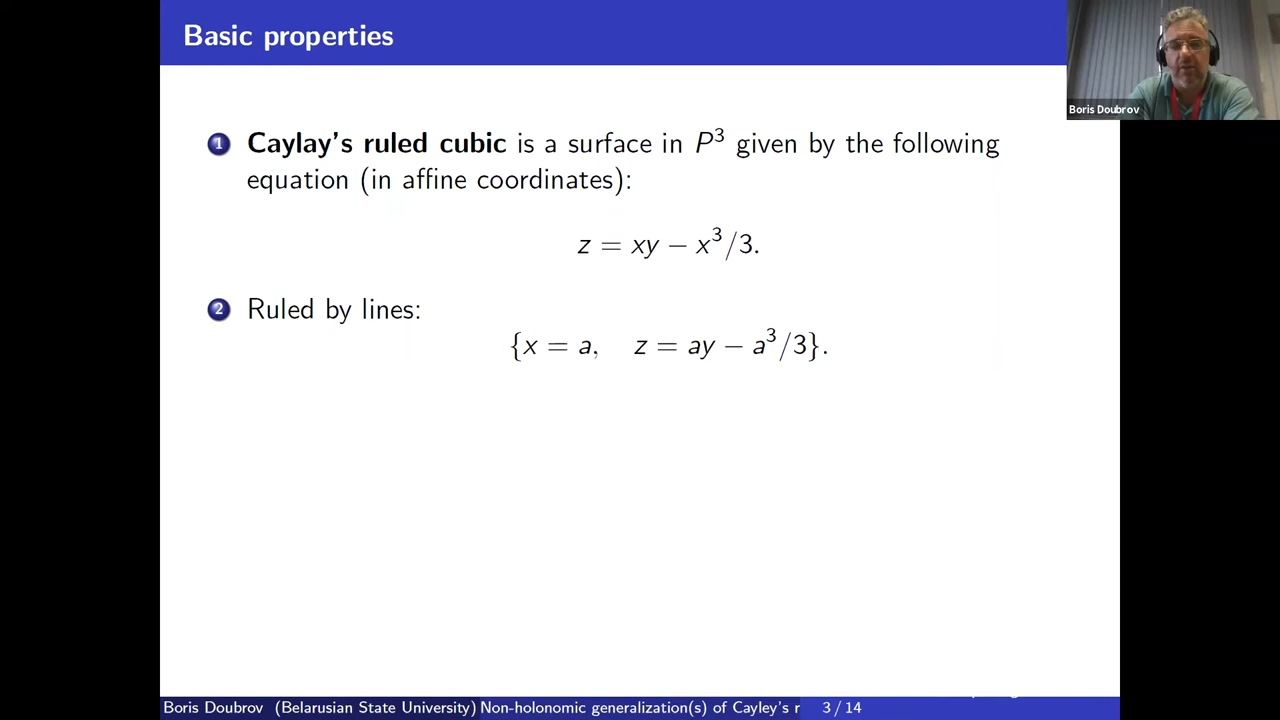 Basic properties
Boris Doubrov
1 Caylay's ruled cubic is a surface in P³ given by the following
equation (in affine coordinates):
z = xy − x³/3.
2 Ruled by lines:
{x = a, z = ay − a³/3}.
Boris Doubrov (Belarusian State University) Non-holonomic generalization(s) of Cayley's r 3 / 14